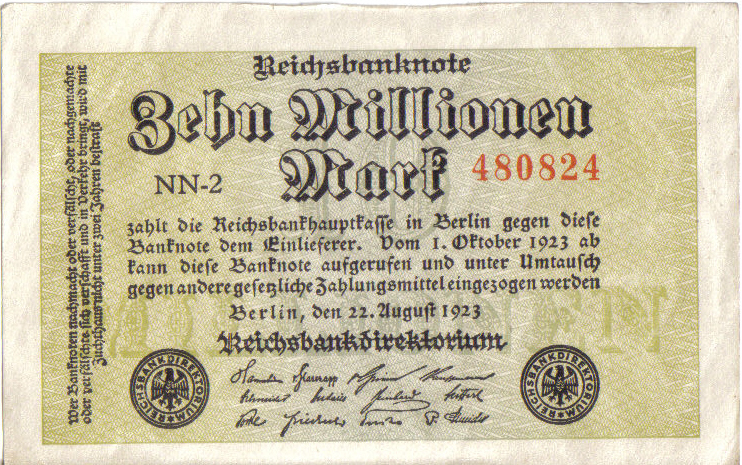 Reichsbanknote
Zehn Millionen
Mark
NN-2
480824
zahlt die Reichsbankhauptkasse in Berlin gegen diese
Banknote dem Einlieferer. Vom 1. Oktober 1923 ab
kann diese Banknote aufgerufen und unter Umtausch
gegen andere gesetzliche Zahlungsmittel eingezogen werden
Berlin, den 22. August 1923
Reichsbankdirektorium
REICHSBANKDIREKTORIUM
REICHSBANKDIREKTORIUM
Wer Banknoten nachmacht oder verfälscht, oder nachgemachte
oder verfälschte sich verschafft und in Verkehr bringt, wird mit
Zuchthaus nicht unter zwei Jahren bestraft